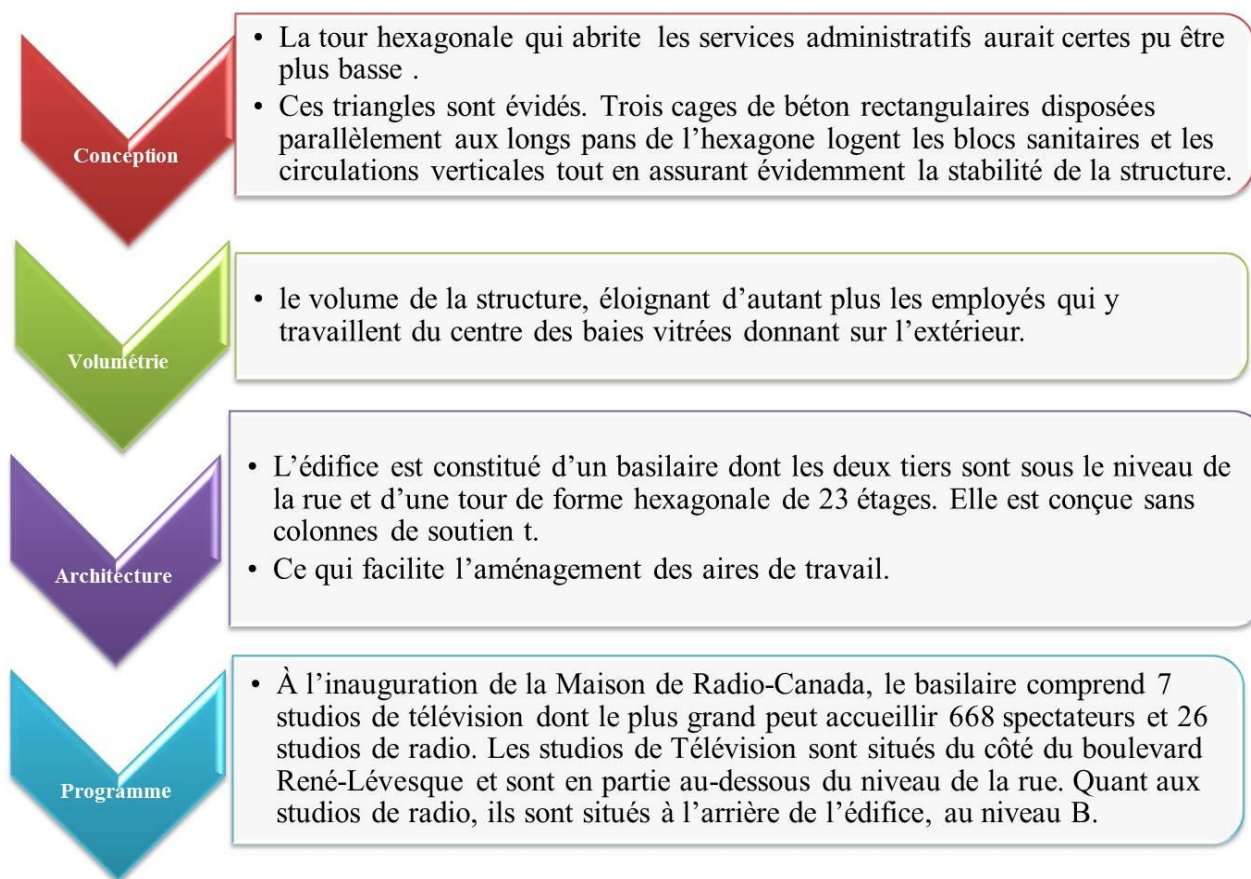 Conception
• La tour hexagonale qui abrite les services administratifs aurait certes pu être
plus basse .
• Ces triangles sont évidés. Trois cages de béton rectangulaires disposées
parallèlement aux longs pans de l’hexagone logent les blocs sanitaires et les
circulations verticales tout en assurant évidemment la stabilité de la structure.
Volumétrie
• le volume de la structure, éloignant d’autant plus les employés qui y
travaillent du centre des baies vitrées donnant sur l’extérieur.
Architecture
• L’édifice est constitué d’un basilaire dont les deux tiers sont sous le niveau de
la rue et d’une tour de forme hexagonale de 23 étages. Elle est conçue sans
colonnes de soutien t.
• Ce qui facilite l’aménagement des aires de travail.
Programme
• À l’inauguration de la Maison de Radio-Canada, le basilaire comprend 7
studios de télévision dont le plus grand peut accueillir 668 spectateurs et 26
studios de radio. Les studios de Télévision sont situés du côté du boulevard
René-Lévesque et sont en partie au-dessous du niveau de la rue. Quant aux
studios de radio, ils sont situés à l’arrière de l’édifice, au niveau B.